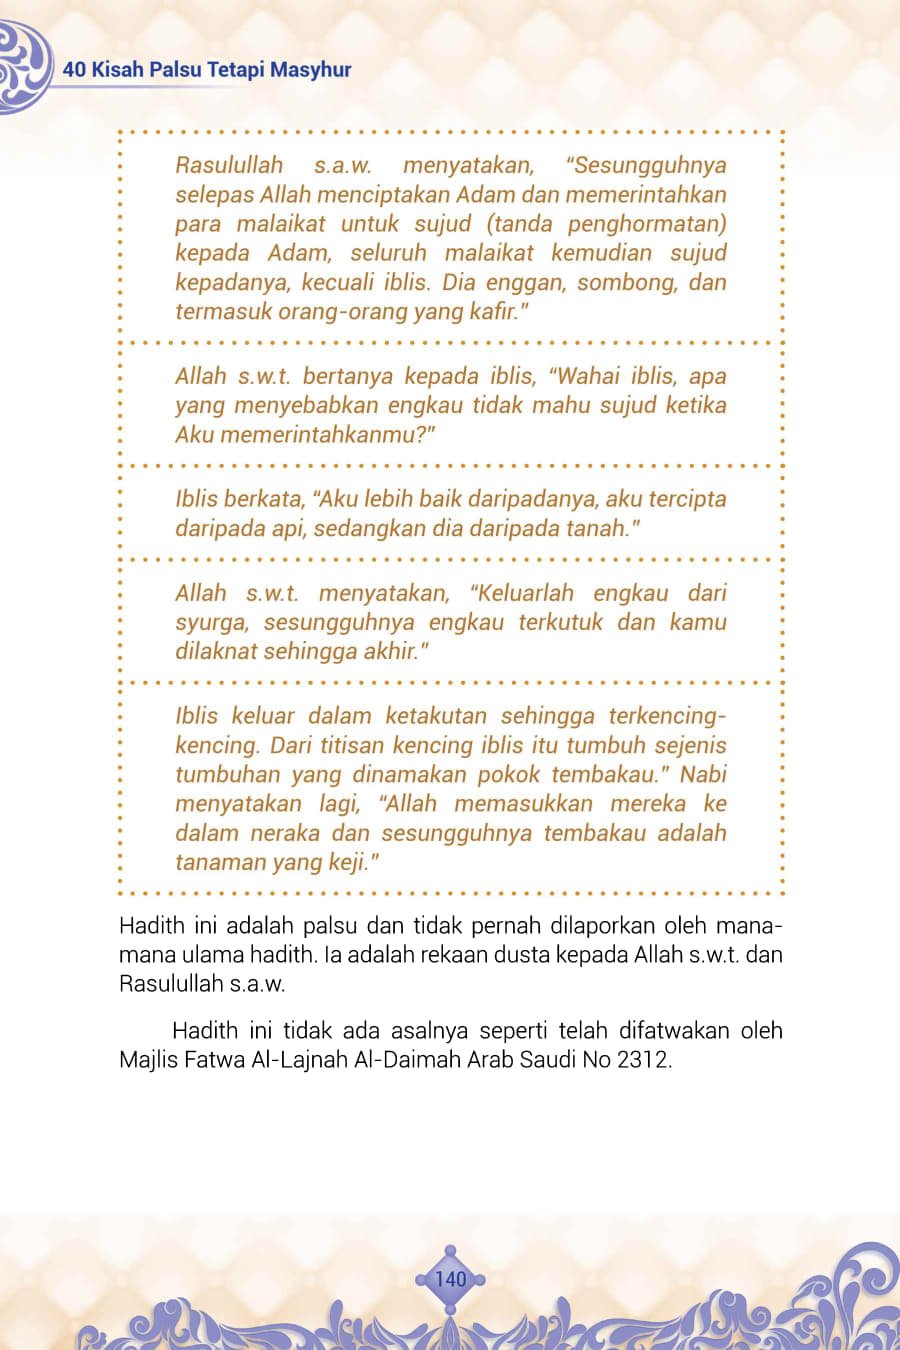 40 Kisah Palsu Tetapi Masyhur
Rasulullah s.a.w. menyatakan, “Sesungguhnya
selepas Allah menciptakan Adam dan memerintahkan
para malaikat untuk sujud (tanda penghormatan)
kepada Adam, seluruh malaikat kemudian sujud
kepadanya, kecuali iblis. Dia enggan, sombong, dan
termasuk orang-orang yang kafir.”
Allah s.w.t. bertanya kepada iblis, “Wahai iblis, apa
yang menyebabkan engkau tidak mahu sujud ketika
Aku memerintahkanmu?”
Iblis berkata, “Aku lebih baik daripadanya, aku tercipta
daripada api, sedangkan dia daripada tanah.”
Allah s.w.t. menyatakan, “Keluarlah engkau dari
syurga, sesungguhnya engkau terkutuk dan kamu
dilaknat sehingga akhir.”
Iblis keluar dalam ketakutan sehingga terkencing-
kencing. Dari titisan kencing iblis itu tumbuh sejenis
tumbuhan yang dinamakan pokok tembakau.” Nabi
menyatakan lagi, “Allah memasukkan mereka ke
dalam neraka dan sesungguhnya tembakau adalah
tanaman yang keji.”
Hadith ini adalah palsu dan tidak pernah dilaporkan oleh mana-
mana ulama hadith. Ia adalah rekaan dusta kepada Allah s.w.t. dan
Rasulullah s.a.w.
Hadith ini tidak ada asalnya seperti telah difatwakan oleh
Majlis Fatwa Al-Lajnah Al-Daimah Arab Saudi No 2312.
140